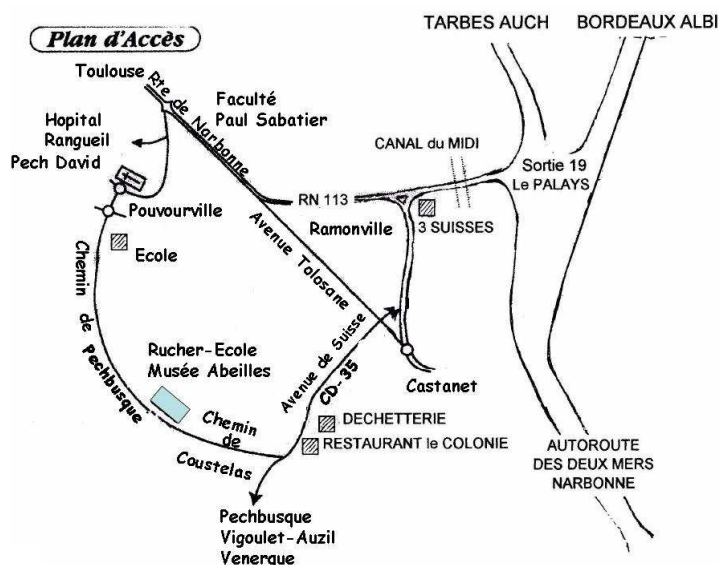 TARBES AUCH
BORDEAUX ALBI
Plan d'Accès
Toulouse
Rte de Narbonne
Faculté
Paul Sabatier
Hopital
Rangueil
Pech David
CANAL du MIDI
Sortie 19
Le PALAYS
RN 113
Pouvourville
Ramonville
3 SUISSES
Ecole
Avenue Tolosane
Chemin de Pechbusque
Rucher-Ecole
Musée Abeilles
Avenue de Suisse
CD-35
Castanet
Chemin
de
Coustelas
DECHETTERIE
RESTAURANT le COLONIE
AUTOROUTE
DES DEUX MERS
NARBONNE
Pechbusque
Vigoulet-Auzil
Venerque